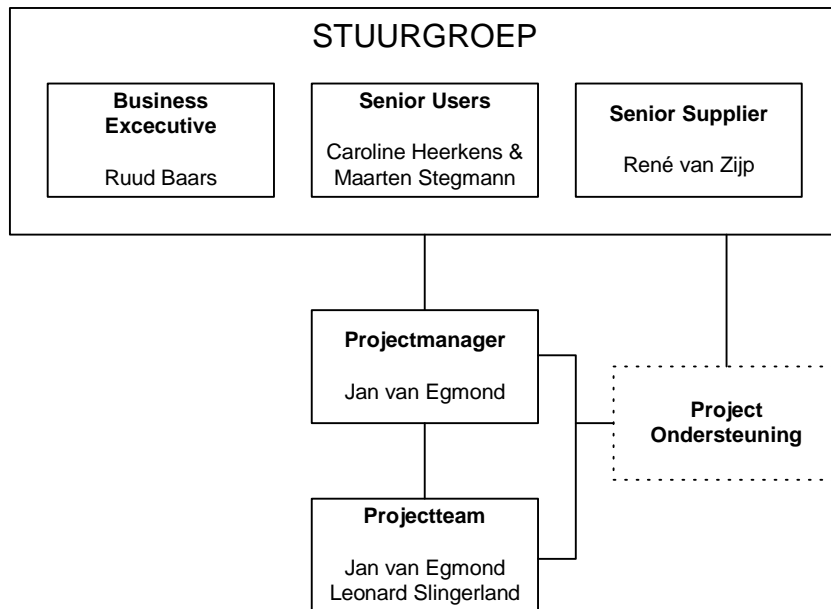 STUURGROEP
Business
Excecutive
Ruud Baars
Senior Users
Caroline Heerkens &
Maarten Stegmann
Senior Supplier
René van Zijp
Projectmanager
Jan van Egmond
Project
Ondersteuning
Projectteam
Jan van Egmond
Leonard Slingerland